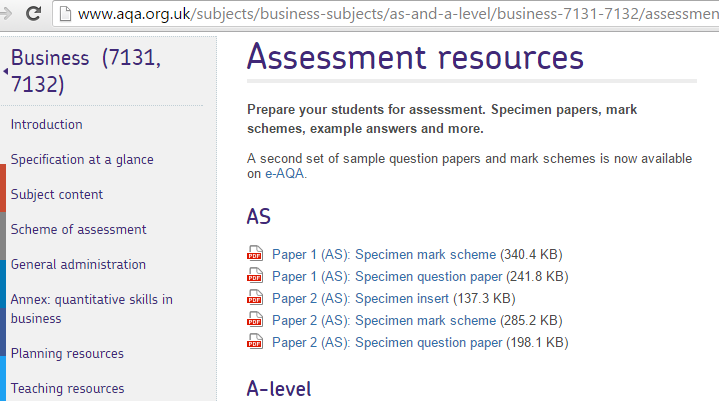 www.aqa.org.uk/subjects/business-subjects/as-and-a-level/business-7131-7132/assessmen
Business (7131,
7132)
Introduction
Specification at a glance
Subject content
Scheme of assessment
General administration
Annex: quantitative skills in
business
Planning resources
Teaching resources
Assessment resources
Prepare your students for assessment. Specimen papers, mark
schemes, example answers and more.
A second set of sample question papers and mark schemes is now available
on e-AQA.
AS
PDF Paper 1 (AS): Specimen mark scheme (340.4 KB)
PDF Paper 1 (AS): Specimen question paper (241.8 KB)
PDF Paper 2 (AS): Specimen insert (137.3 KB)
PDF Paper 2 (AS): Specimen mark scheme (285.2 KB)
PDF Paper 2 (AS): Specimen question paper (198.1 KB)
A-level